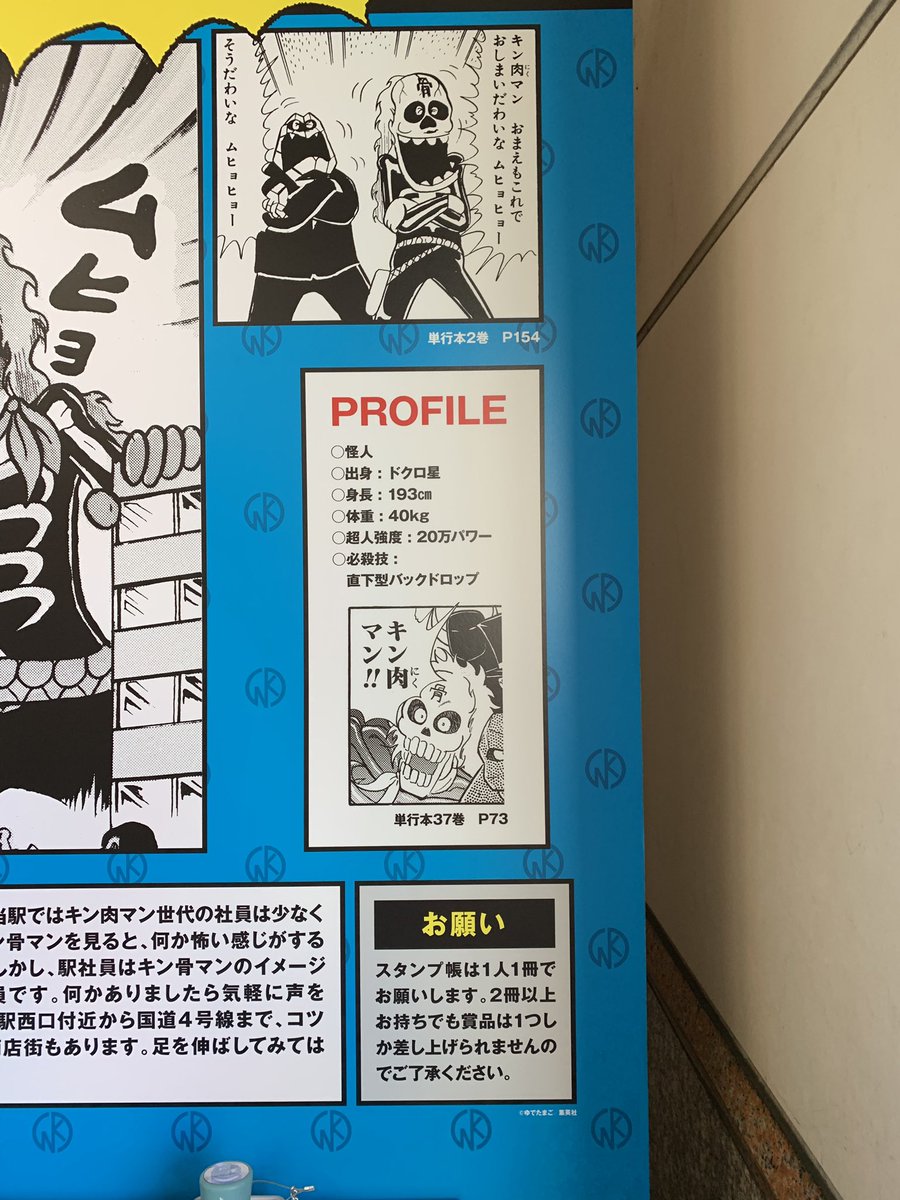 キン肉マン おまえもこれで
おしまいだわいな ムヒョヒョー
そうだわいな ムヒョヒョー
ムヒョ
単行本2巻 P154
PROFILE
○怪人
○出身：ドクロ星
○身長：193㎝
○体重：40kg
○超人強度：20万パワー
○必殺技：
直下型バックドロップ
キン肉
マン!!
骨
単行本37巻 P73
当駅ではキン肉マン世代の社員は少なく
ン骨マンを見ると、何か怖い感じがする
しかし、駅社員はキン骨マンのイメージ
員です。何かありましたら気軽に声を
駅西口付近から国道4号線まで、コツ
店街もあります。足を伸ばしてみては
お願い
スタンプ帳は1人1冊で
お願いします。2冊以上
お持ちでも賞品は1つし
か差し上げられませんの
でご了承ください。
©ゆでたまご 集英社